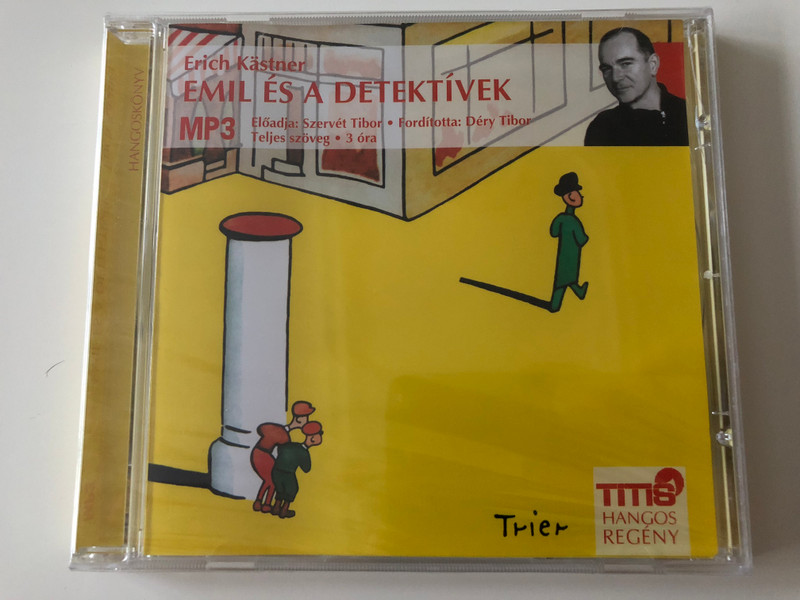 Erich Kästner
EMIL ÉS A DETEKTÍVEK
MP3
Előadja: Szervét Tibor • Fordította: Déry Tibor
Teljes szöveg • 3 óra
HANGOSKÖNYV
Trier
TITIS
HANGOS
REGÉNY